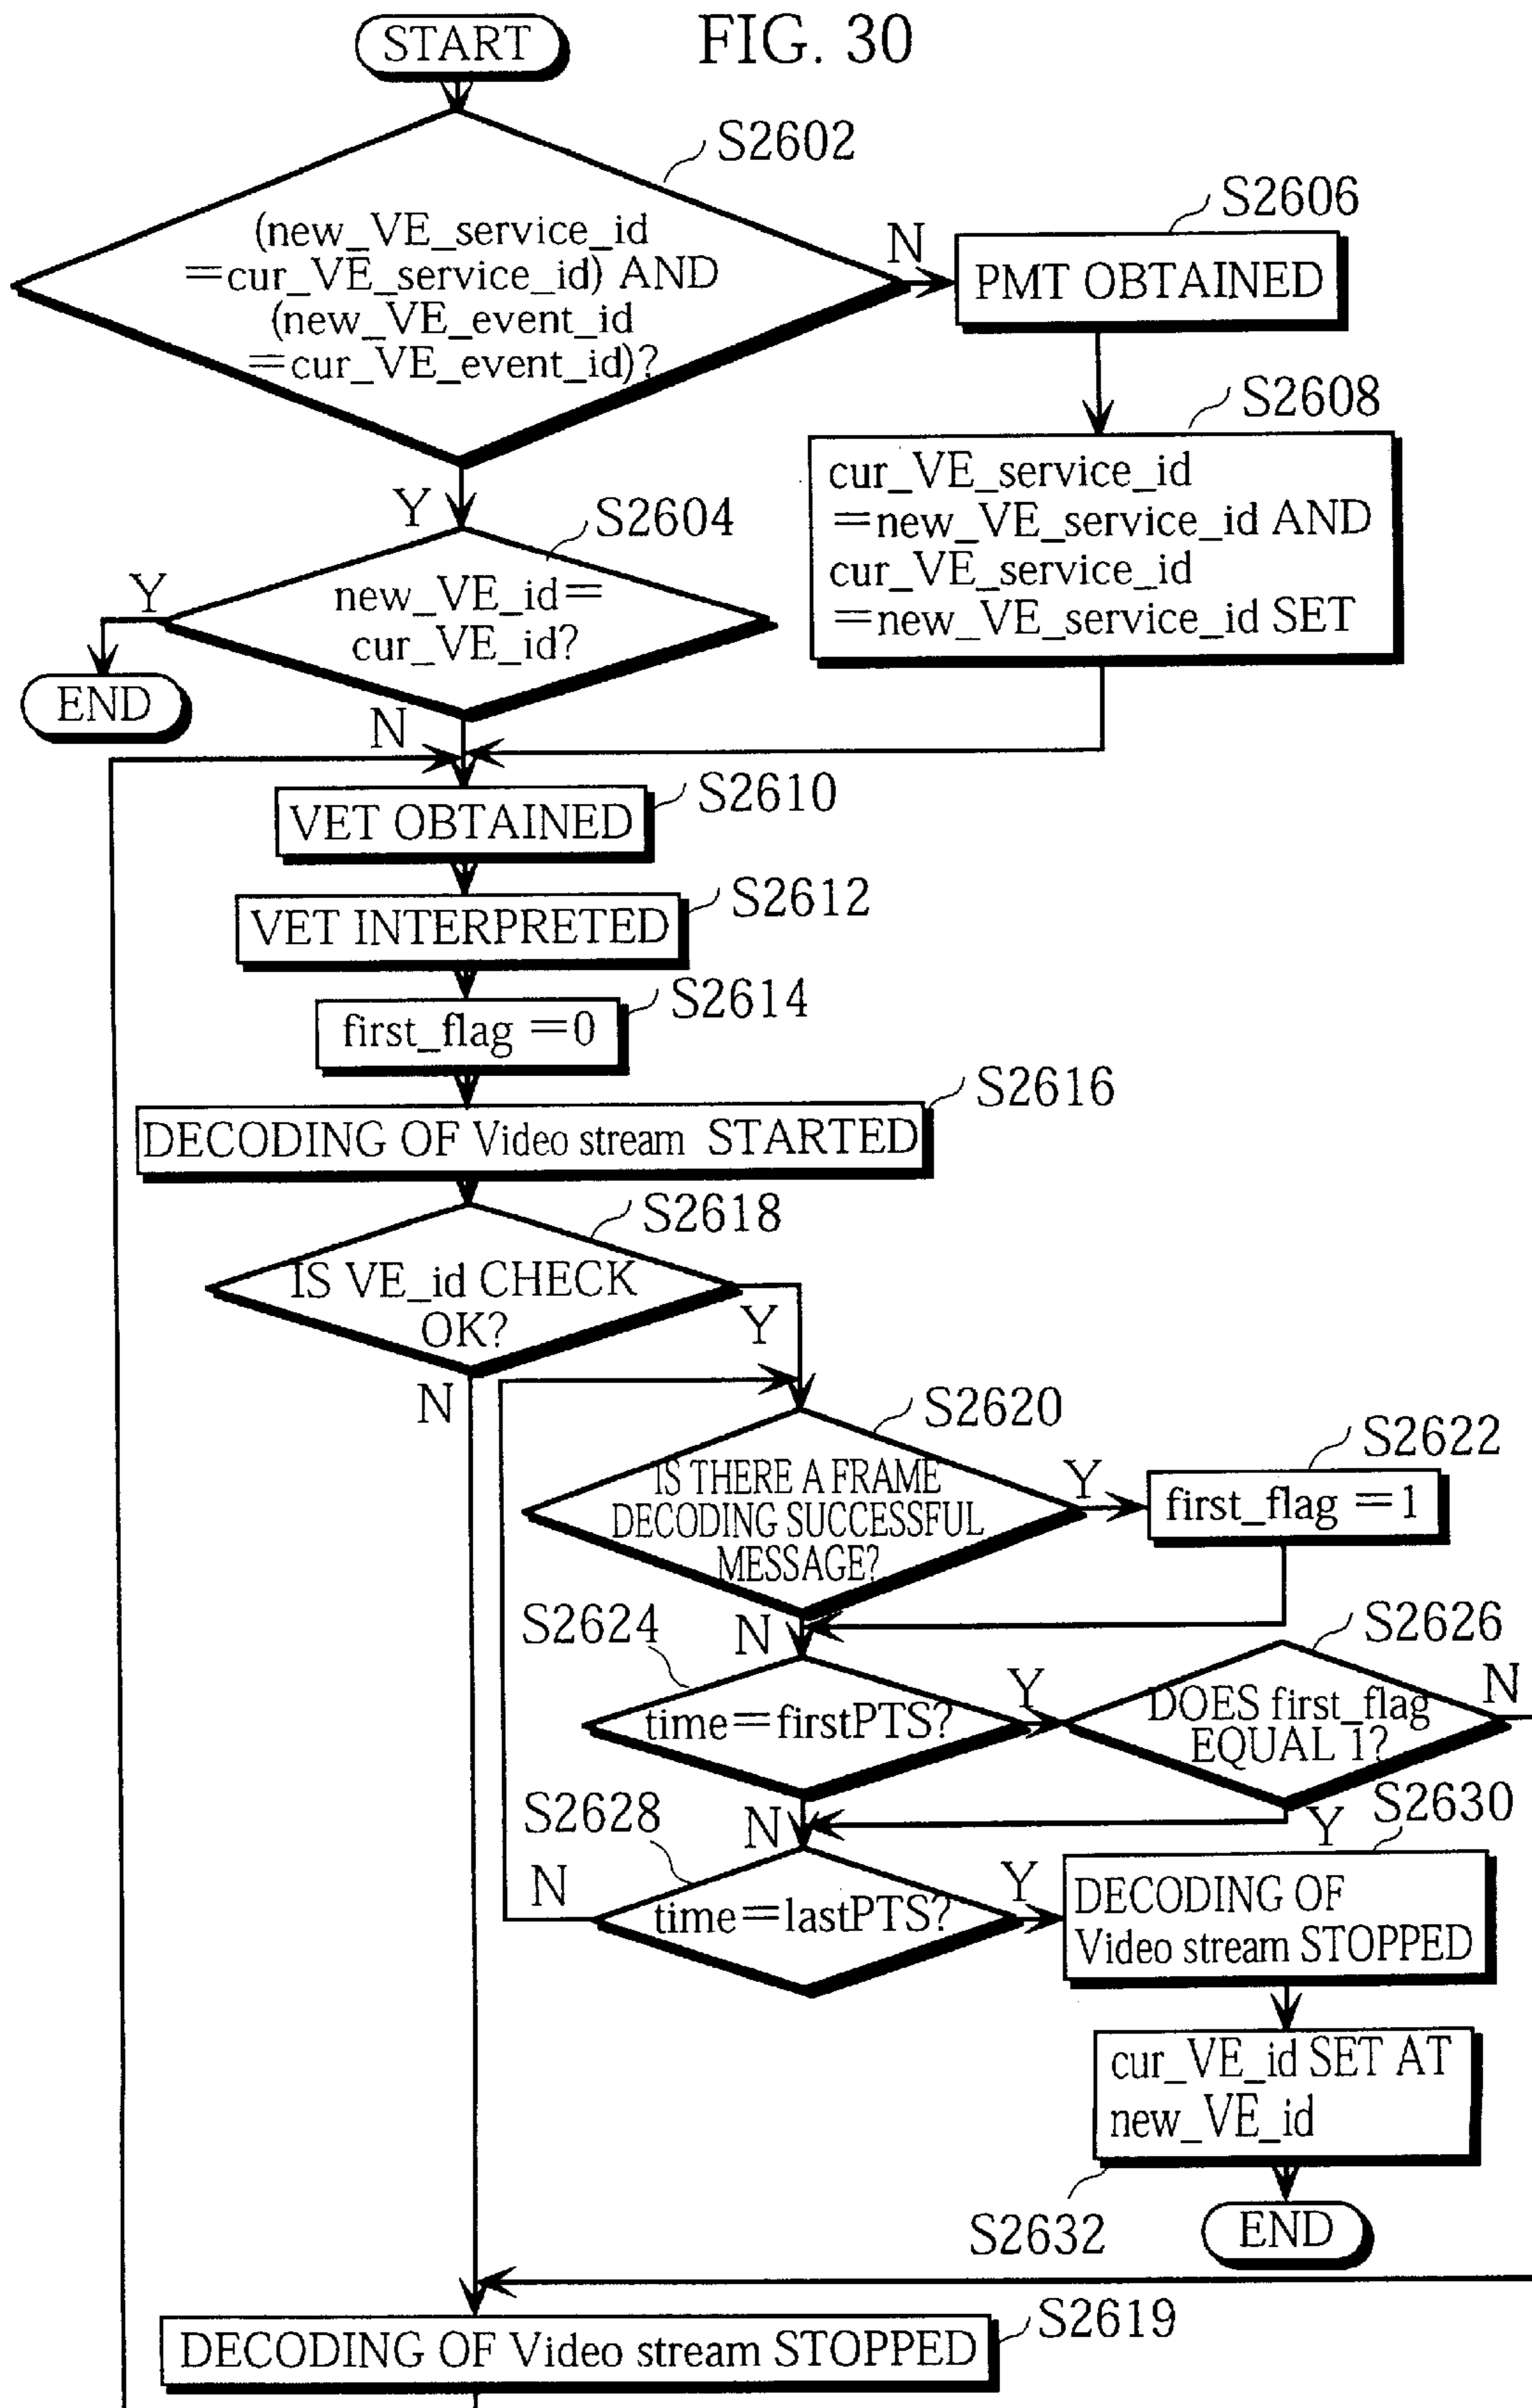 FIG. 30
START
S2602
(new_VE_service_id
=cur_VE_service_id) AND
(new_VE_event_id
=cur_VE_event_id)?
N
S2606
PMT OBTAINED
S2608
cur_VE_service_id
=new_VE_service_id AND
cur_VE_service_id
=new_VE_service_id SET
Y
S2604
new_VE_id=
cur_VE_id?
Y
END
N
S2610
VET OBTAINED
S2612
VET INTERPRETED
S2614
first_flag =0
S2616
DECODING OF Video stream STARTED
S2618
IS VE_id CHECK
OK?
Y
N
S2620
IS THERE A FRAME
DECODING SUCCESSFUL
MESSAGE?
Y
S2622
first_flag =1
N
S2624
time=firstPTS?
Y
S2626
DOES first_flag
EQUAL 1?
N
Y
N
S2628
time=lastPTS?
N
Y
S2630
DECODING OF
Video stream STOPPED
cur_VE_id SET AT
new_VE_id
S2632
END
S2619
DECODING OF Video stream STOPPED